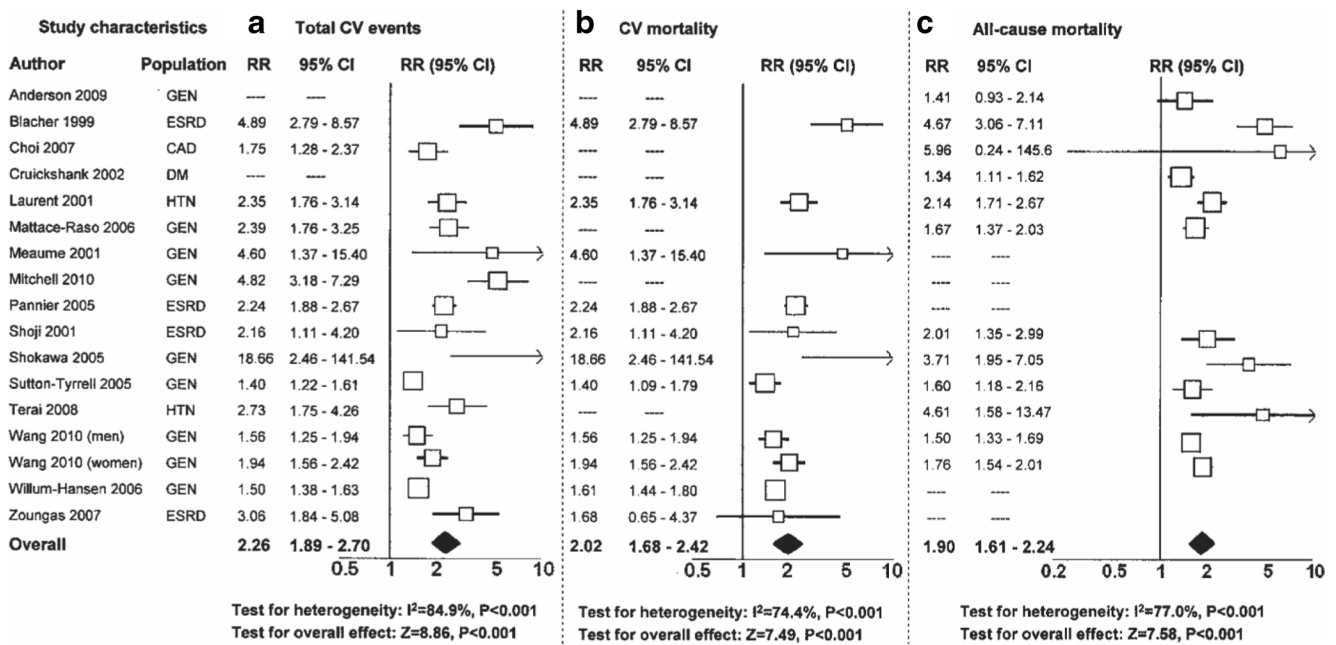 Study characteristics a Total CV events b CV mortality c All-cause mortality
Author Population RR 95% CI RR (95% CI) RR 95% CI RR (95% CI) RR 95% CI RR (95% CI)
Anderson 2009 GEN ---- ---- ---- ---- 1.41 0.93 - 2.14
Blacher 1999 ESRD 4.89 2.79 - 8.57 4.89 2.79 - 8.57 4.67 3.06 - 7.11
Choi 2007 CAD 1.75 1.28 - 2.37 ---- ---- 5.96 0.24 - 145.6
Cruickshank 2002 DM ---- ---- ---- ---- 1.34 1.11 - 1.62
Laurent 2001 HTN 2.35 1.76 - 3.14 2.35 1.76 - 3.14 2.14 1.71 - 2.67
Mattace-Raso 2006 GEN 2.39 1.76 - 3.25 ---- ---- 1.67 1.37 - 2.03
Meaume 2001 GEN 4.60 1.37 - 15.40 4.60 1.37 - 15.40 ---- ----
Mitchell 2010 GEN 4.82 3.18 - 7.29 ---- ----
Pannier 2005 ESRD 2.24 1.88 - 2.67 2.24 1.88 - 2.67 ---- ----
Shoji 2001 ESRD 2.16 1.11 - 4.20 2.16 1.11 - 4.20 2.01 1.35 - 2.99
Shokawa 2005 GEN 18.66 2.46 - 141.54 18.66 2.46 - 141.54 3.71 1.95 - 7.05
Sutton-Tyrrell 2005 GEN 1.40 1.22 - 1.61 1.40 1.09 - 1.79 1.60 1.18 - 2.16
Terai 2008 HTN 2.73 1.75 - 4.26 ---- ---- 4.61 1.58 - 13.47
Wang 2010 (men) GEN 1.56 1.25 - 1.94 1.56 1.25 - 1.94 1.50 1.33 - 1.69
Wang 2010 (women) GEN 1.94 1.56 - 2.42 1.94 1.56 - 2.42 1.76 1.54 - 2.01
Willum-Hansen 2006 GEN 1.50 1.38 - 1.63 1.61 1.44 - 1.80 ---- ----
Zoungas 2007 ESRD 3.06 1.84 - 5.08 1.68 0.65 - 4.37 ---- ----
Overall 2.26 1.89 - 2.70 2.02 1.68 - 2.42 1.90 1.61 - 2.24
0.5 1 2 5 10 0.5 1 2 5 10 0.2 0.5 1 2 5 10
Test for heterogeneity: I²=84.9%, P<0.001 Test for heterogeneity: I²=74.4%, P<0.001 Test for heterogeneity: I²=77.0%, P<0.001
Test for overall effect: Z=8.86, P<0.001 Test for overall effect: Z=7.49, P<0.001 Test for overall effect: Z=7.58, P<0.001